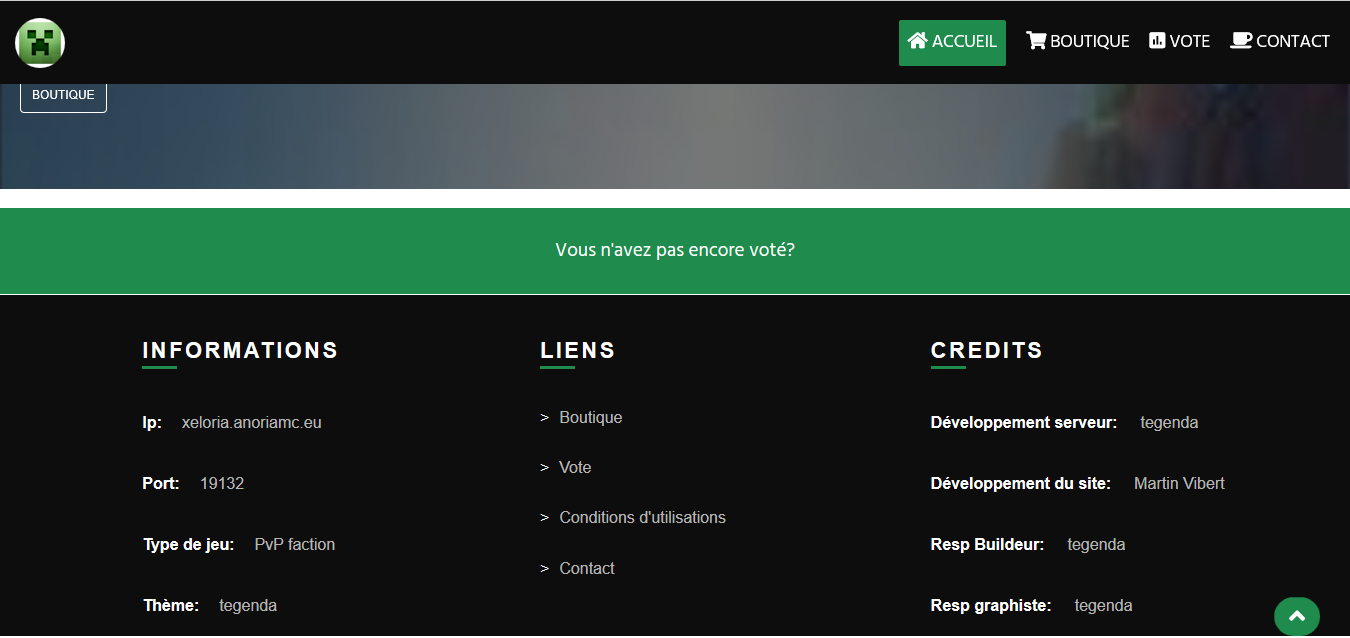 ACCUEIL BOUTIQUE VOTE CONTACT
BOUTIQUE
Vous n'avez pas encore voté?
INFORMATIONS
Ip: xeloria.anoriamc.eu
Port: 19132
Type de jeu: PvP faction
Thème: tegenda
LIENS
> Boutique
> Vote
> Conditions d'utilisations
> Contact
CREDITS
Développement serveur: tegenda
Développement du site: Martin Vibert
Resp Buildeur: tegenda
Resp graphiste: tegenda